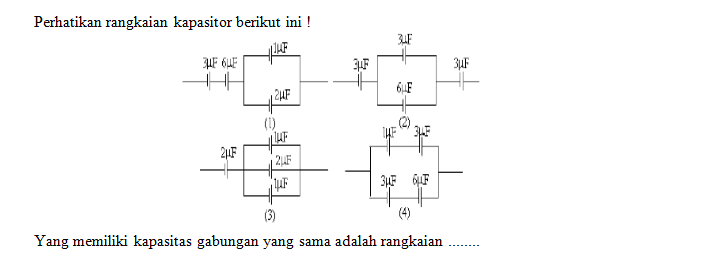 Perhatikan rangkaian kapasitor berikut ini !
3µF 6µF 1µF
2µF
(1)
3µF 3µF 3µF
6µF
(2)
2µF 1µF
2µF
1µF
(3)
1µF 3µF
3µF 6µF
(4)
Yang memiliki kapasitas gabungan yang sama adalah rangkaian ........